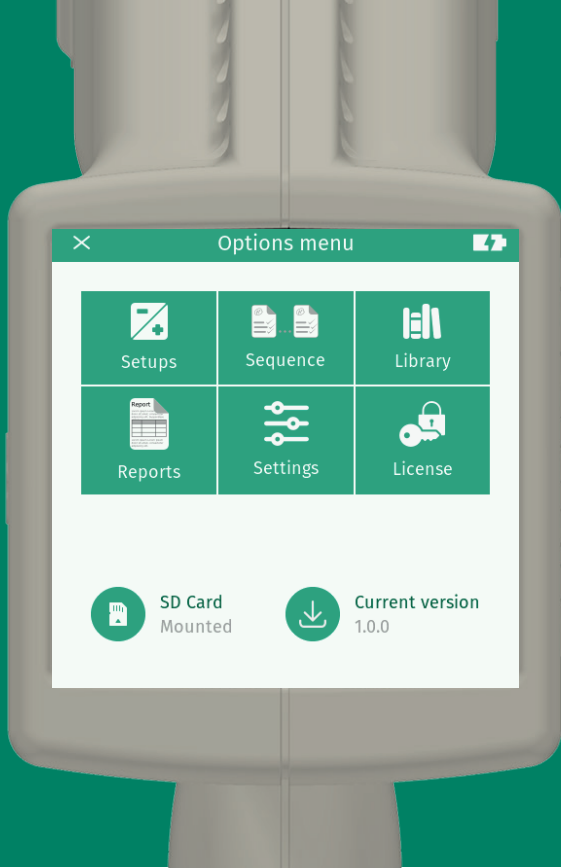 Options menu
Setups
Sequence
Library
Report
Reports
Settings
License
SD Card
Mounted
Current version
1.0.0